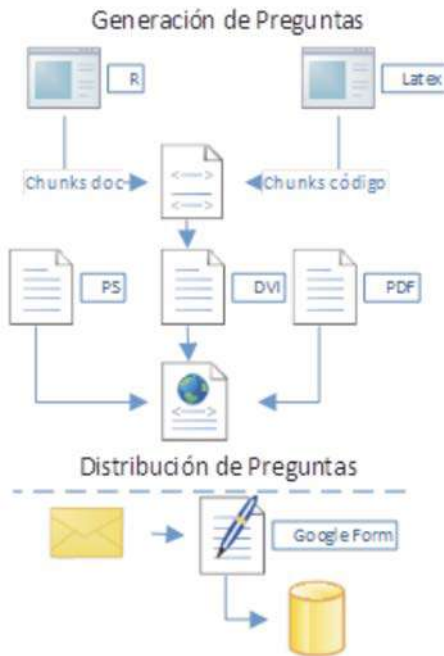 Generación de Preguntas
R
Latex
Chunks doc
Chunks código
PS
DVI
PDF
Distribución de Preguntas
Google Form